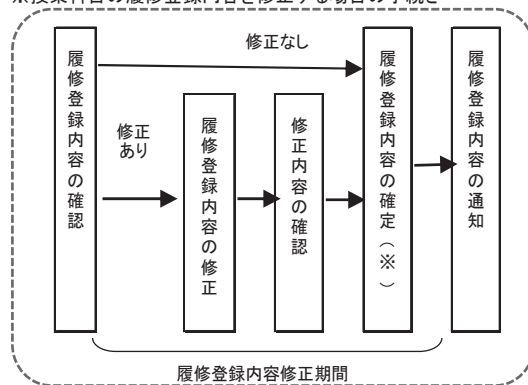 ※授業科目の履修登録内容を修正する場合の手続き
修正なし
修正
あり
履修登録内容の確認
履修登録内容の修正
修正内容の確認
履修登録内容の確定(※)
履修登録内容の通知
履修登録内容修正期間